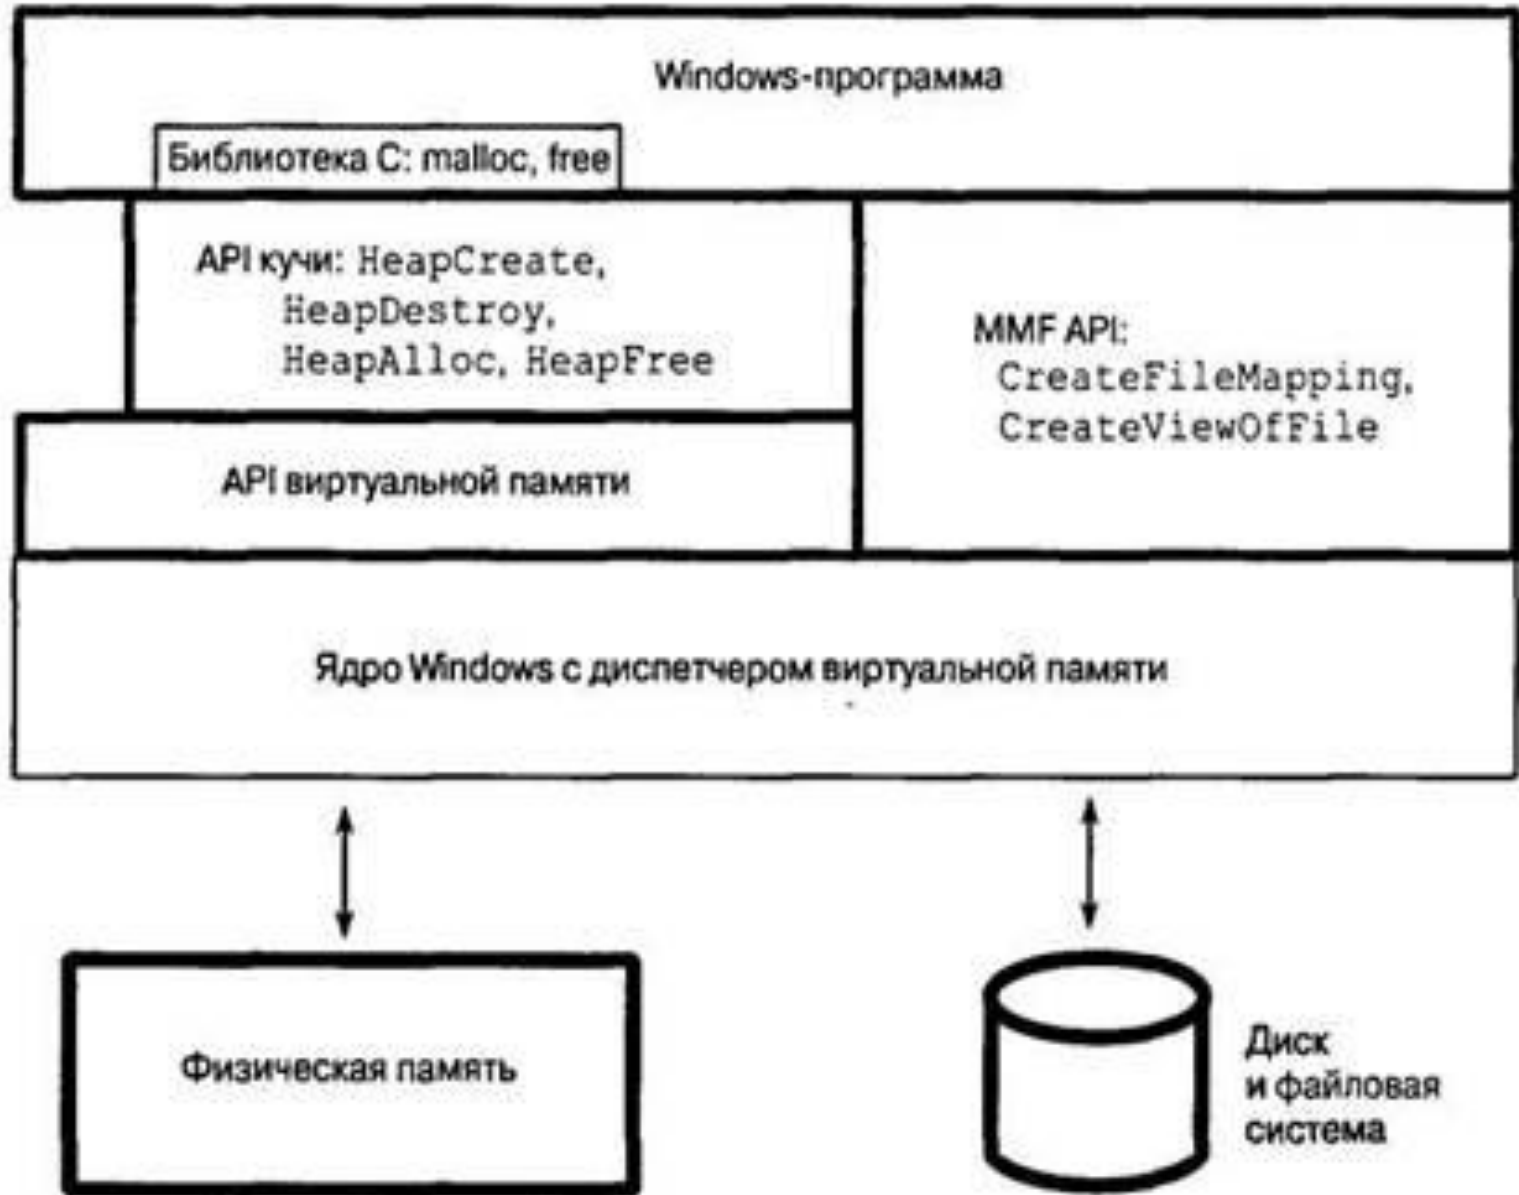 Windows-программа
Библиотека C: malloc, free
API кучи: HeapCreate,
HeapDestroy,
HeapAlloc, HeapFree
MMF API:
CreateFileMapping,
CreateViewOfFile
API виртуальной памяти
Ядро Windows с диспетчером виртуальной памяти
Физическая память
Диск
и файловая
система